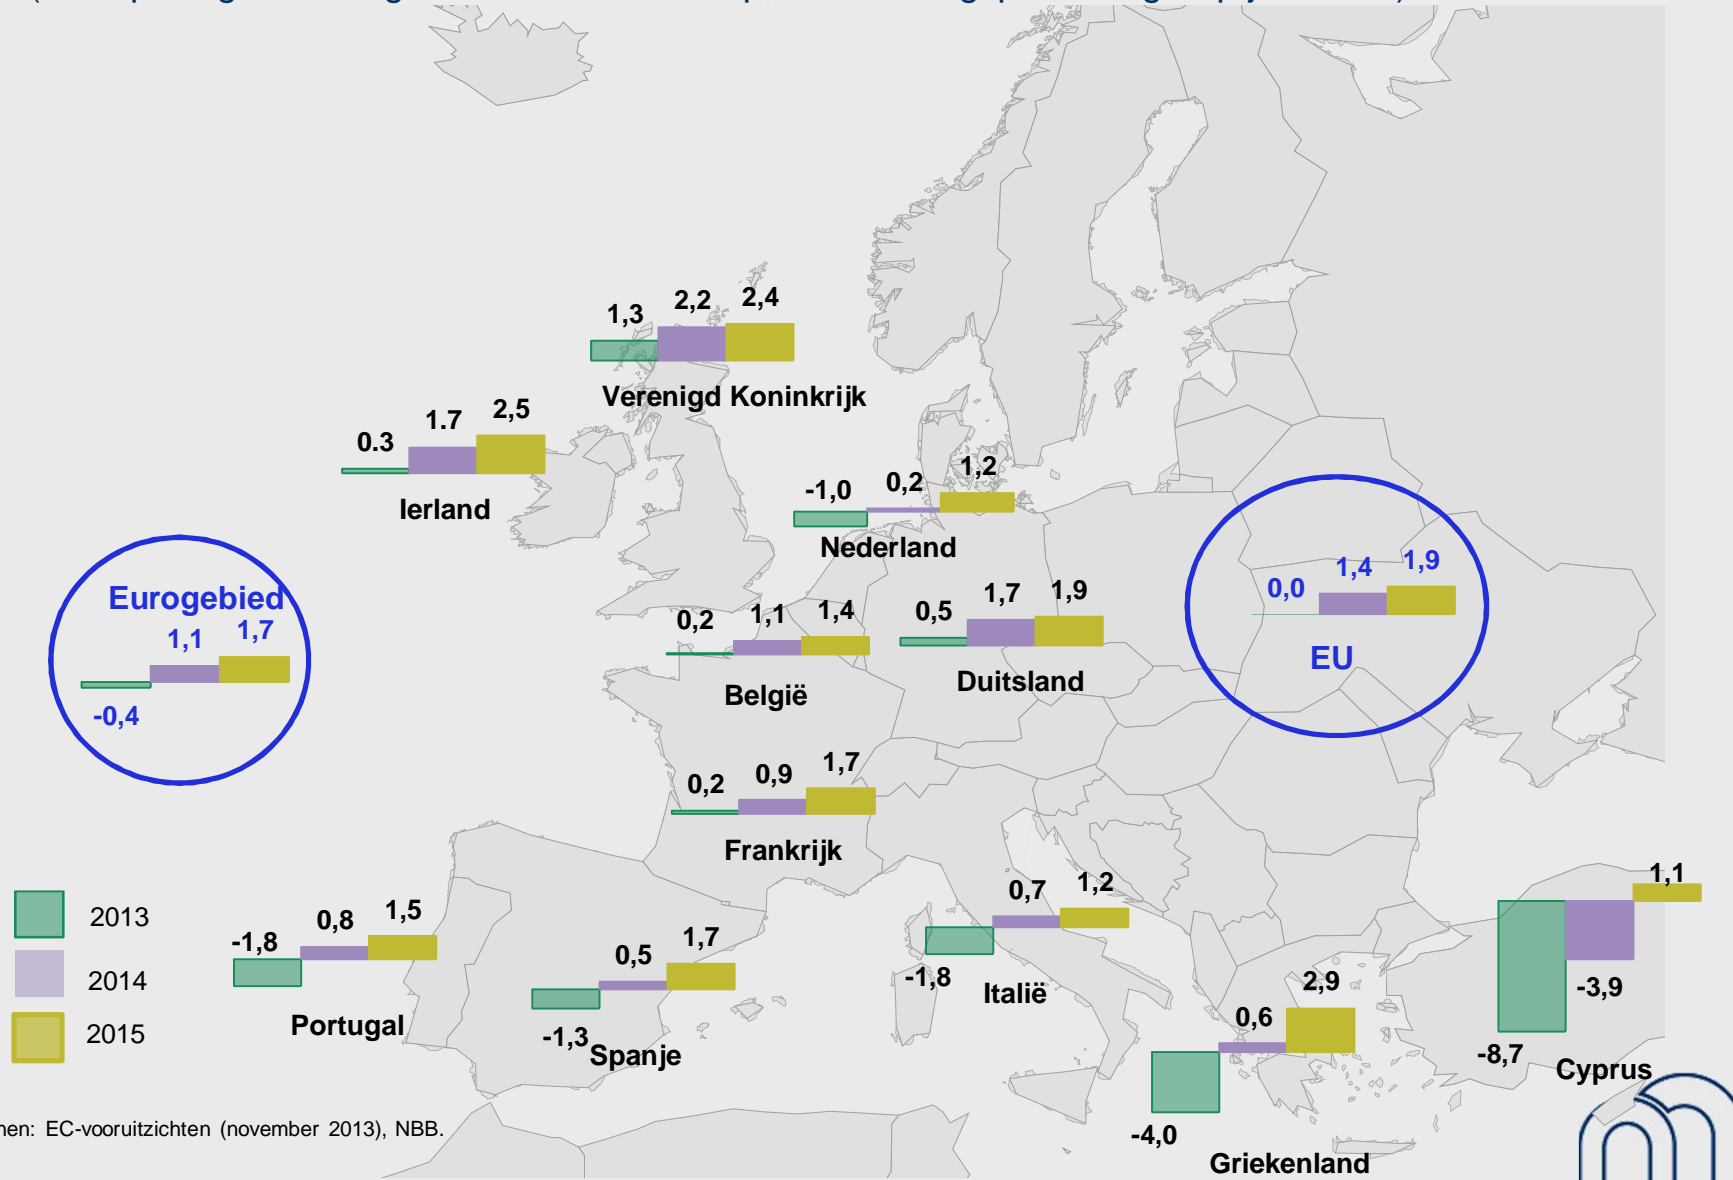 1,3 2,2 2,4
Verenigd Koninkrijk
0.3 1.7 2,5
Ierland
-1,0 0,2 1,2
Nederland
Eurogebied
1,1 1,7
-0,4
0,2 1,1 1,4
België
0,5 1,7 1,9
Duitsland
0,0 1,4 1,9
EU
0,2 0,9 1,7
Frankrijk
2013
2014
2015
-1,8 0,8 1,5
Portugal
0,5 1,7
-1,3
Spanje
0,7 1,2
-1,8
Italië
0,6 2,9
-4,0
Griekenland
1,1
-3,9
-8,7
Cyprus
EC-vooruitzichten (november 2013), NBB.